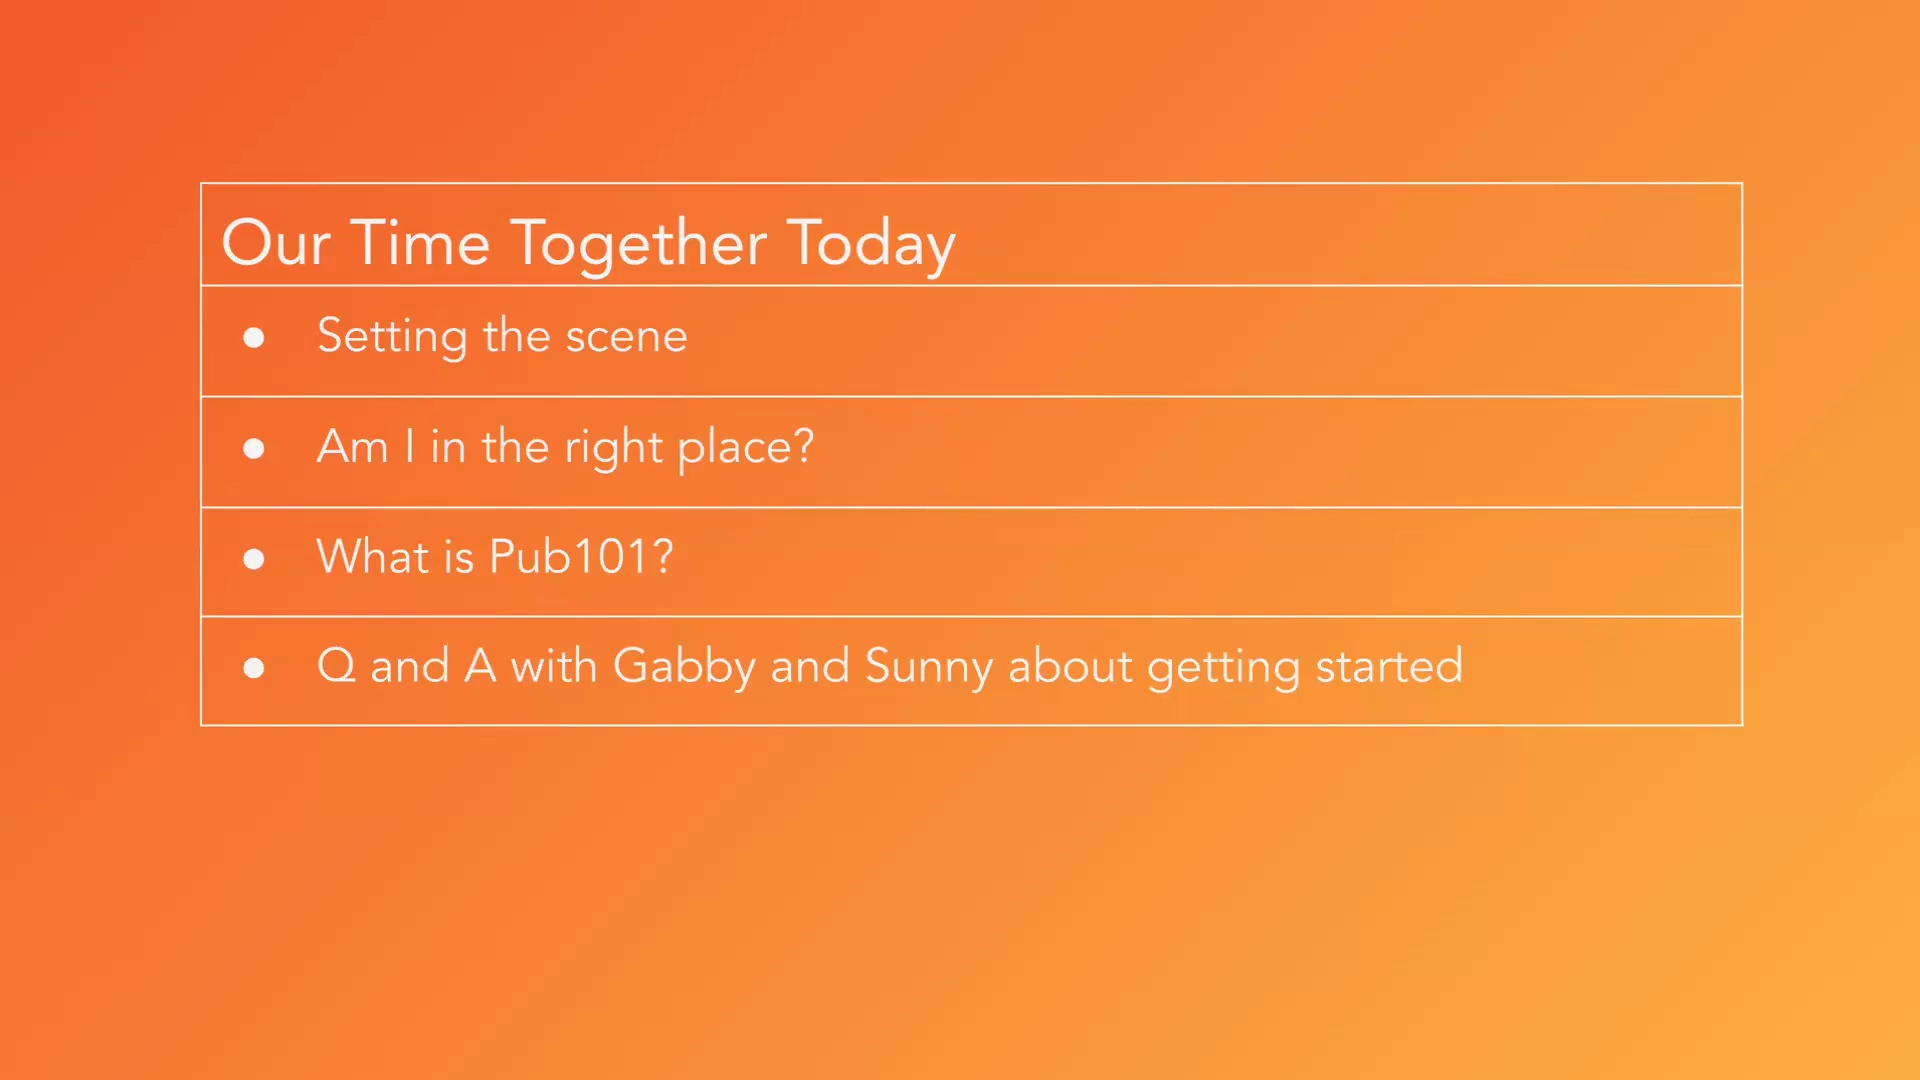 Our Time Together Today
● Setting the scene
● Am I in the right place?
● What is Pub101?
● Q and A with Gabby and Sunny about getting started